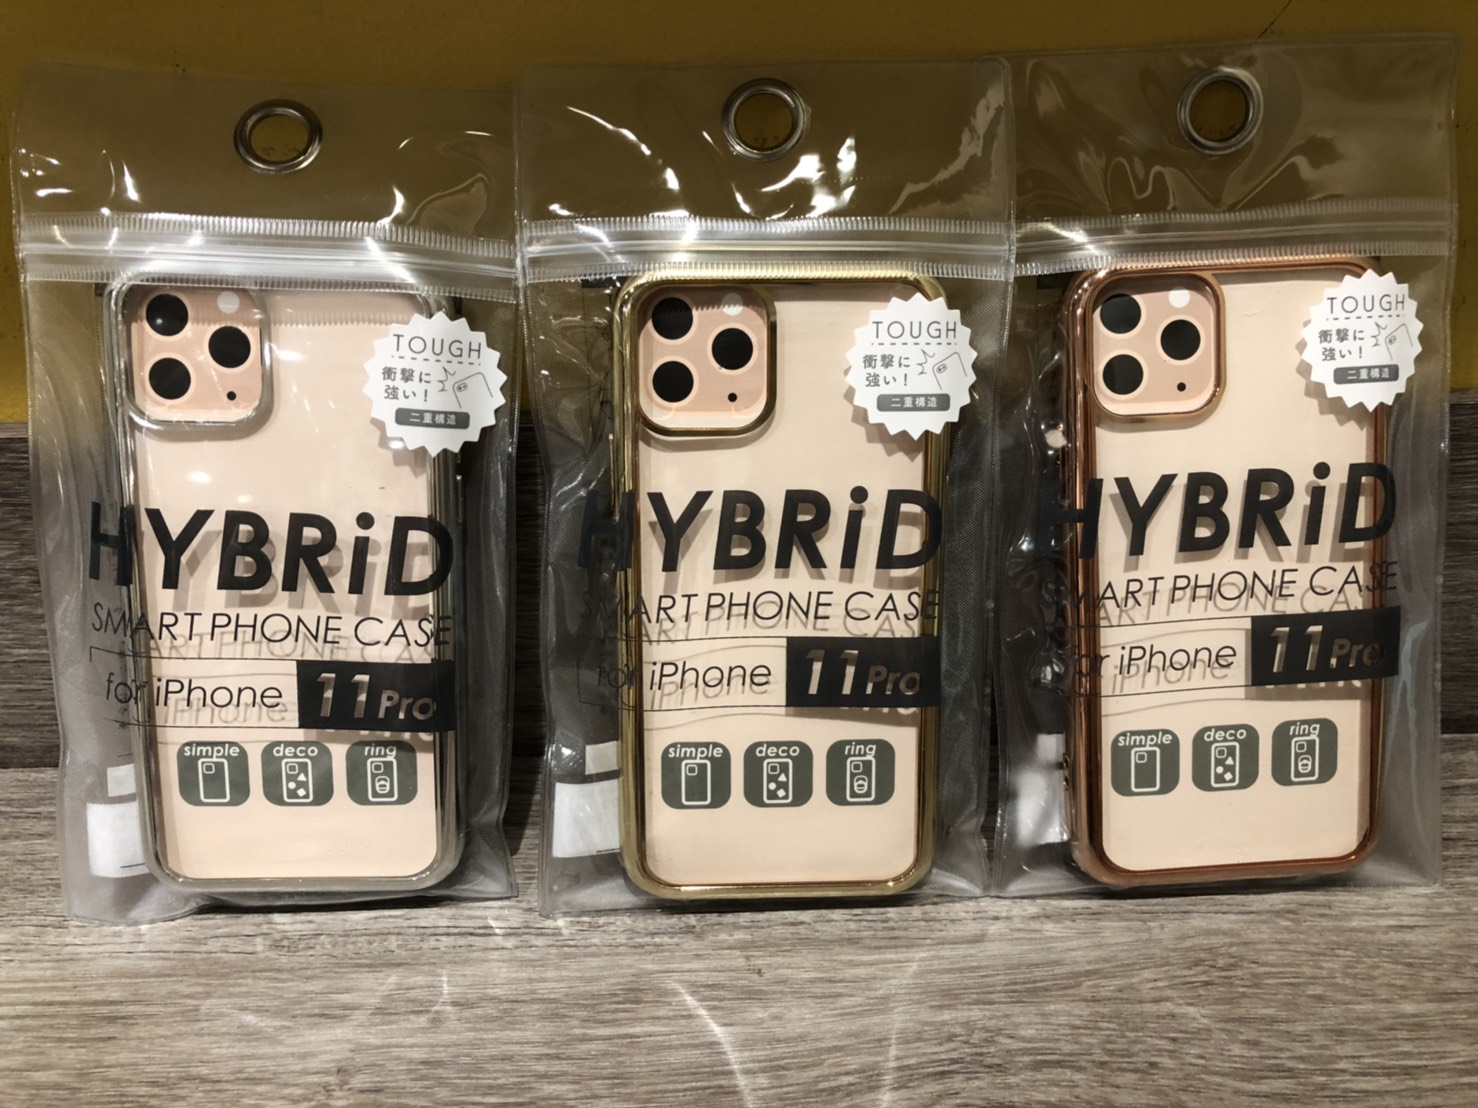 TOUGH
衝撃に
強い!
二重構造
HYBRiD
SMART PHONE CASE
for iPhone 11 Pro
simple deco ring
TOUGH
衝撃に
強い!
二重構造
HYBRiD
SMART PHONE CASE
for iPhone 11 Pro
simple deco ring
TOUGH
衝撃に
強い!
二重構造
HYBRiD
SMART PHONE CASE
for iPhone 11 Pro
simple deco ring